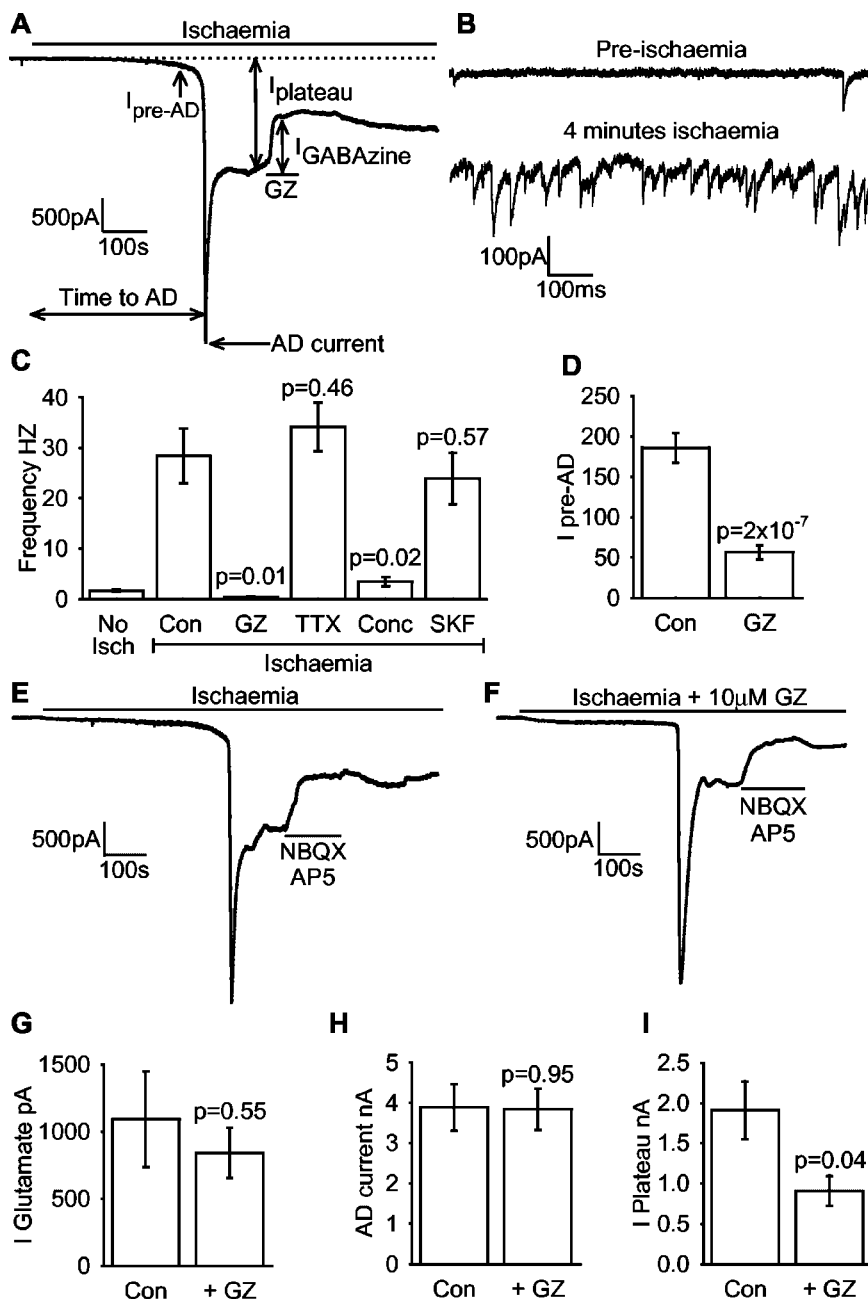 A
Ischaemia
I pre-AD
I plateau
I GABAzine
GZ
500pA
100s
Time to AD
AD current
B
Pre-ischaemia
4 minutes ischaemia
100pA
100ms
C
Frequency HZ
40
30
20
10
0
p=0.01
p=0.46
p=0.02
p=0.57
No Isch
Con
GZ
TTX
Conc
SKF
Ischaemia
D
I pre-AD
250
200
150
100
50
0
p=2x10⁻⁷
Con
GZ
E
Ischaemia
500pA
100s
NBQX
AP5
F
Ischaemia + 10µM GZ
500pA
100s
NBQX
AP5
G
I Glutamate pA
1500
1000
500
0
p=0.55
Con
+ GZ
H
AD current nA
5
4
3
2
1
0
p=0.95
Con
+ GZ
I
I Plateau nA
2.5
2.0
1.5
1.0
0.5
0.0
p=0.04
Con
+ GZ